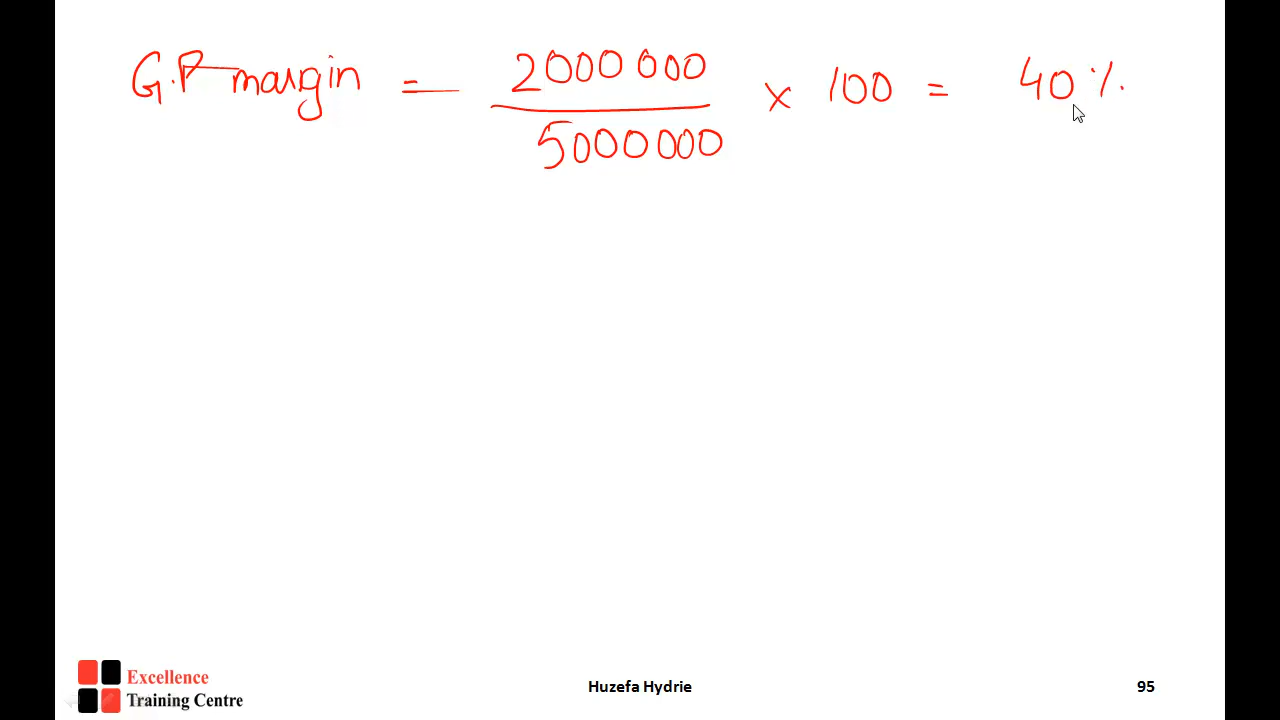 G.P margin = 2000000 / 5000000 × 100 = 40%.
Excellence
Training Centre
Huzefa Hydrie
95